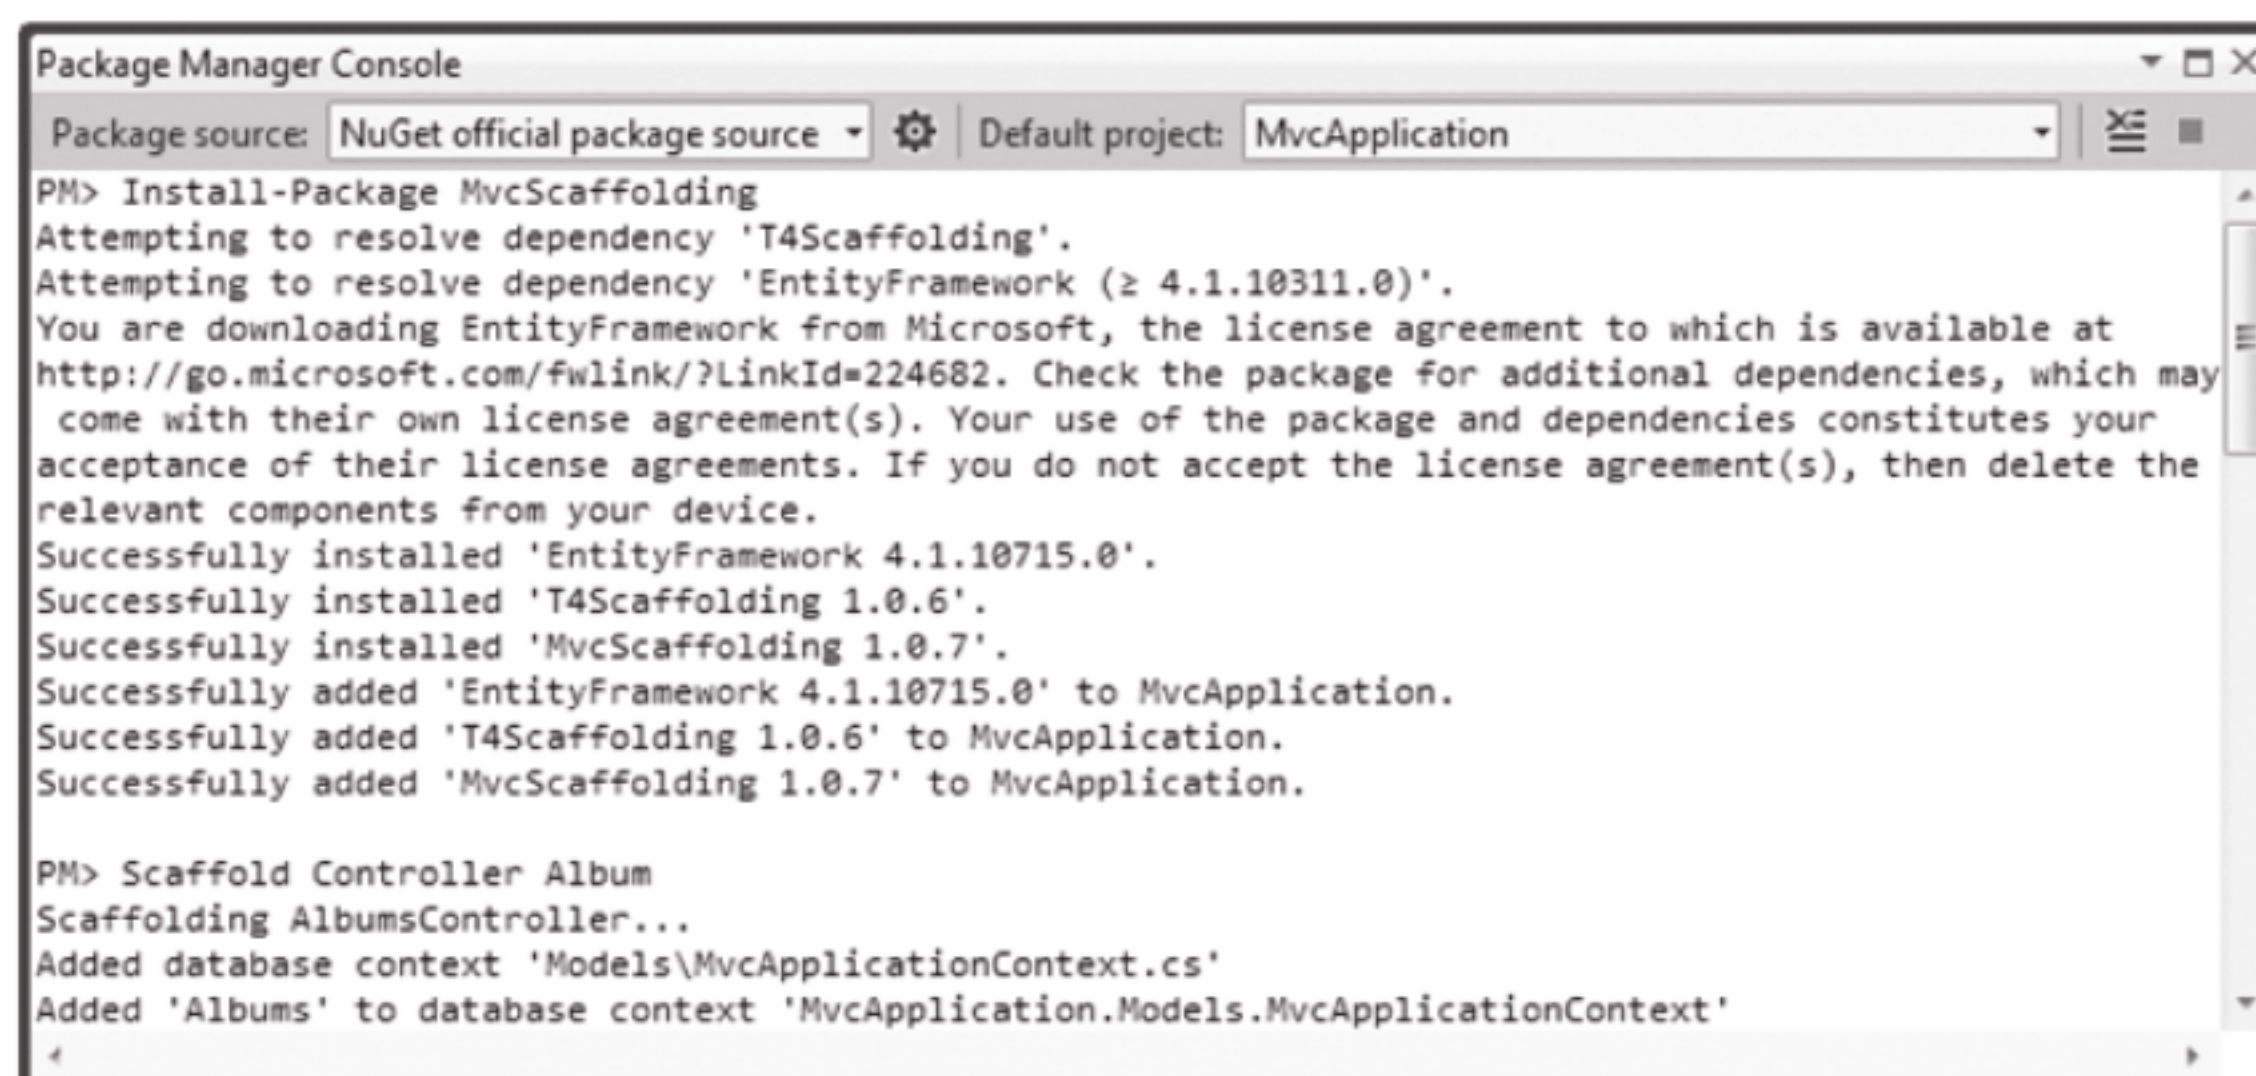 Package Manager Console
Package source: NuGet official package source Default project: MvcApplication
PM> Install-Package MvcScaffolding
Attempting to resolve dependency 'T4Scaffolding'.
Attempting to resolve dependency 'EntityFramework (≥ 4.1.10311.0)'.
You are downloading EntityFramework from Microsoft, the license agreement to which is available at
http://go.microsoft.com/fwlink/?LinkId=224682. Check the package for additional dependencies, which may
come with their own license agreement(s). Your use of the package and dependencies constitutes your
acceptance of their license agreements. If you do not accept the license agreement(s), then delete the
relevant components from your device.
Successfully installed 'EntityFramework 4.1.10715.0'.
Successfully installed 'T4Scaffolding 1.0.6'.
Successfully installed 'MvcScaffolding 1.0.7'.
Successfully added 'EntityFramework 4.1.10715.0' to MvcApplication.
Successfully added 'T4Scaffolding 1.0.6' to MvcApplication.
Successfully added 'MvcScaffolding 1.0.7' to MvcApplication.
PM> Scaffold Controller Album
Scaffolding AlbumsController...
Added database context 'Models\MvcApplicationContext.cs'
Added 'Albums' to database context 'MvcApplication.Models.MvcApplicationContext'